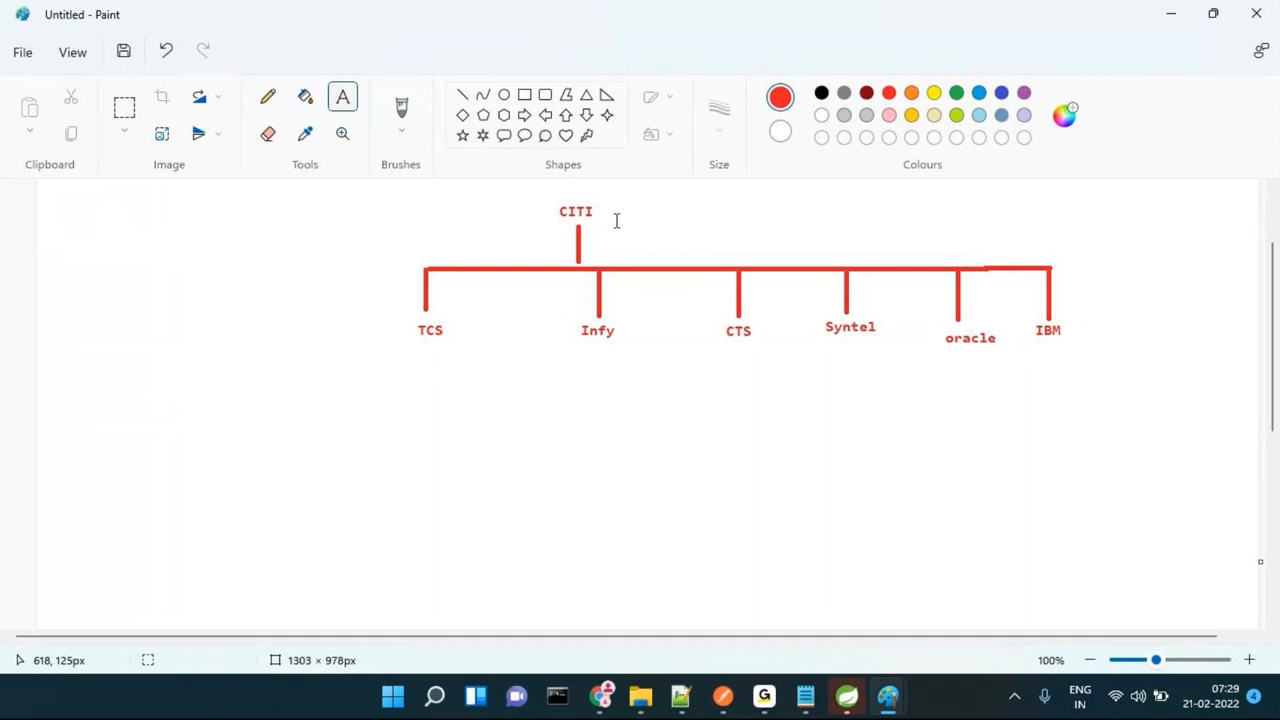 Untitled - Paint
File View
Clipboard Image Tools Brushes Shapes Size Colours
CITI
TCS Infy CTS Syntel oracle IBM
618, 125px 1303 × 978px 100%
ENG 07:29
IN 21-02-2022 4